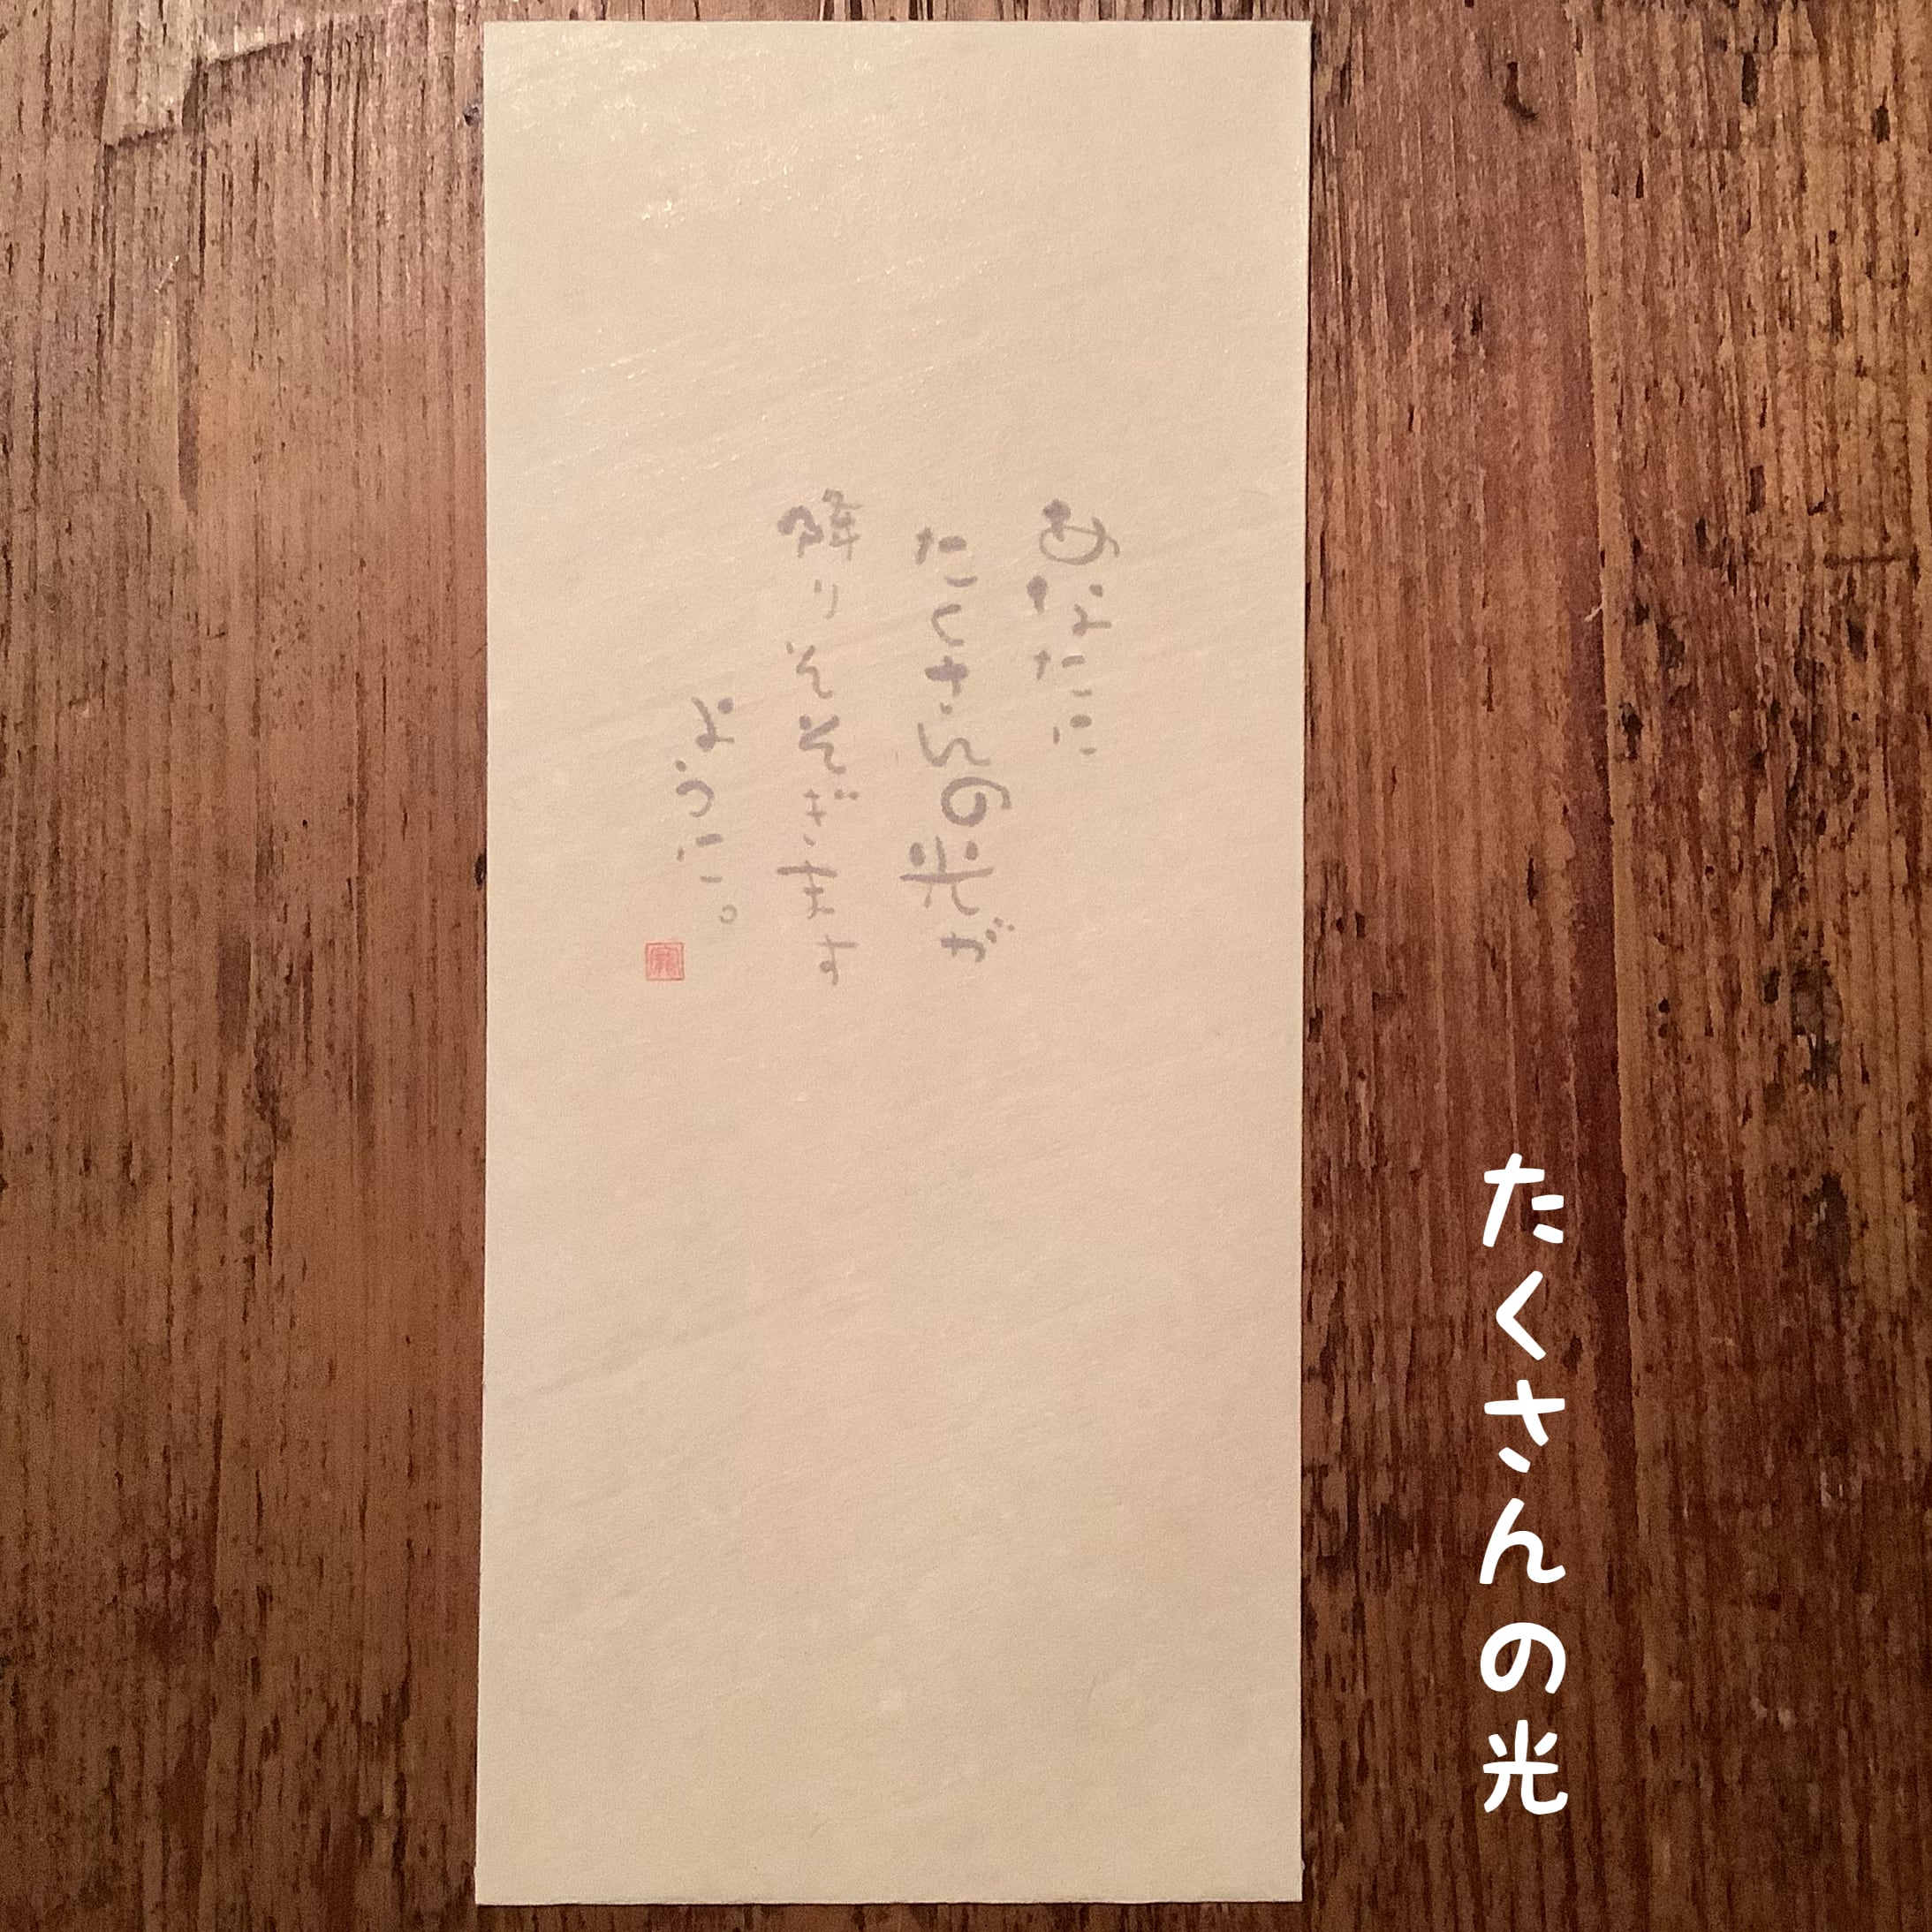 あなたに
たくさんの光が
降りそそぎます
ように。
たくさんの光